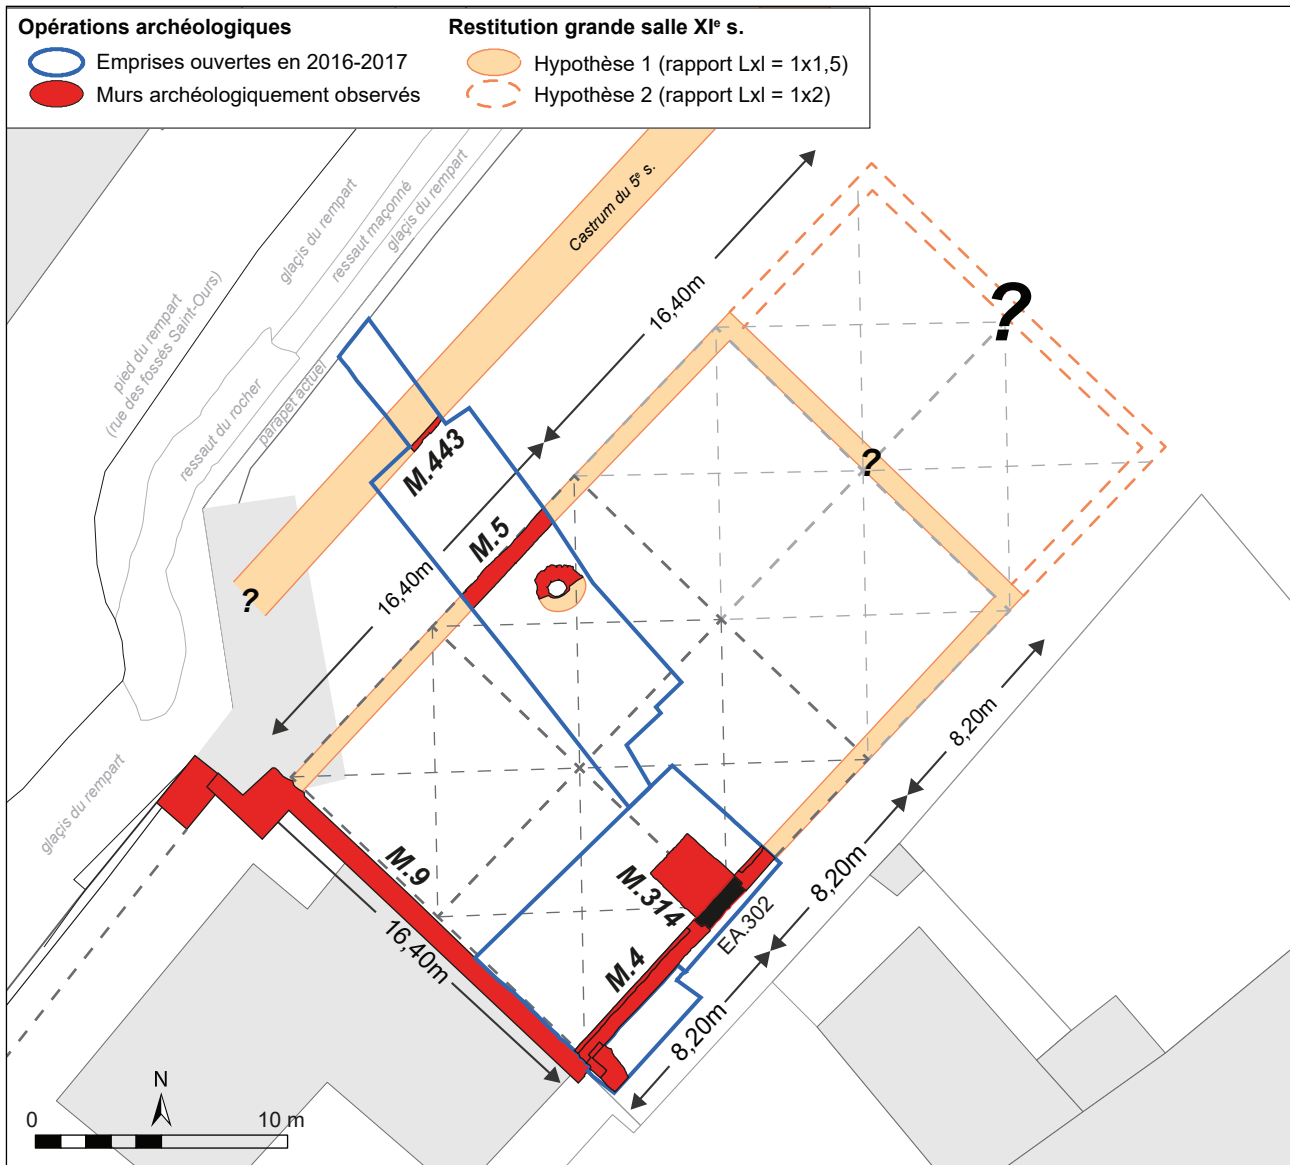 Opérations archéologiques
Emprises ouvertes en 2016-2017
Murs archéologiquement observés
Restitution grande salle XIe s.
Hypothèse 1 (rapport Lxl = 1x1,5)
Hypothèse 2 (rapport Lxl = 1x2)
glaçis du rempart
ressaut maçonné
glaçis du rempart
Castrum du 5e s.
pied du rempart
(rue des fossés Saint-Ours)
ressaut du rocher
parapet actuel
16,40m
?
M.443
?
M.5
16,40m
?
8,20m
glaçis du rempart
M.9
M.314
8,20m
EA.302
16,40m
M.4
8,20m
N
0
10 m